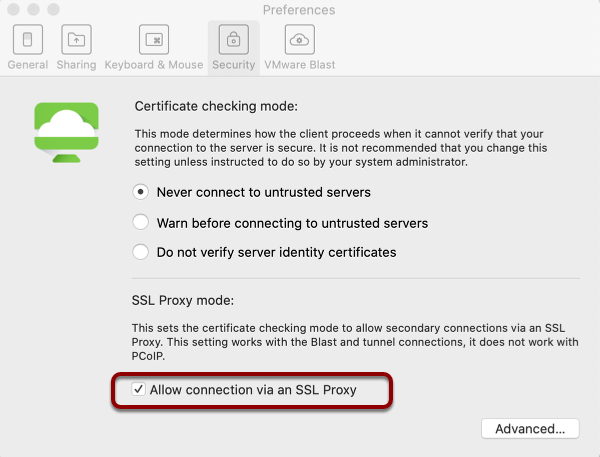 Preferences
General Sharing Keyboard & Mouse Security VMware Blast
Certificate checking mode:
This mode determines how the client proceeds when it cannot verify that your
connection to the server is secure. It is not recommended that you change this
setting unless instructed to do so by your system administrator.
Never connect to untrusted servers
Warn before connecting to untrusted servers
Do not verify server identity certificates
SSL Proxy mode:
This sets the certificate checking mode to allow secondary connections via an SSL
Proxy. This setting works with the Blast and tunnel connections, it does not work with
PCoIP.
Allow connection via an SSL Proxy
Advanced...